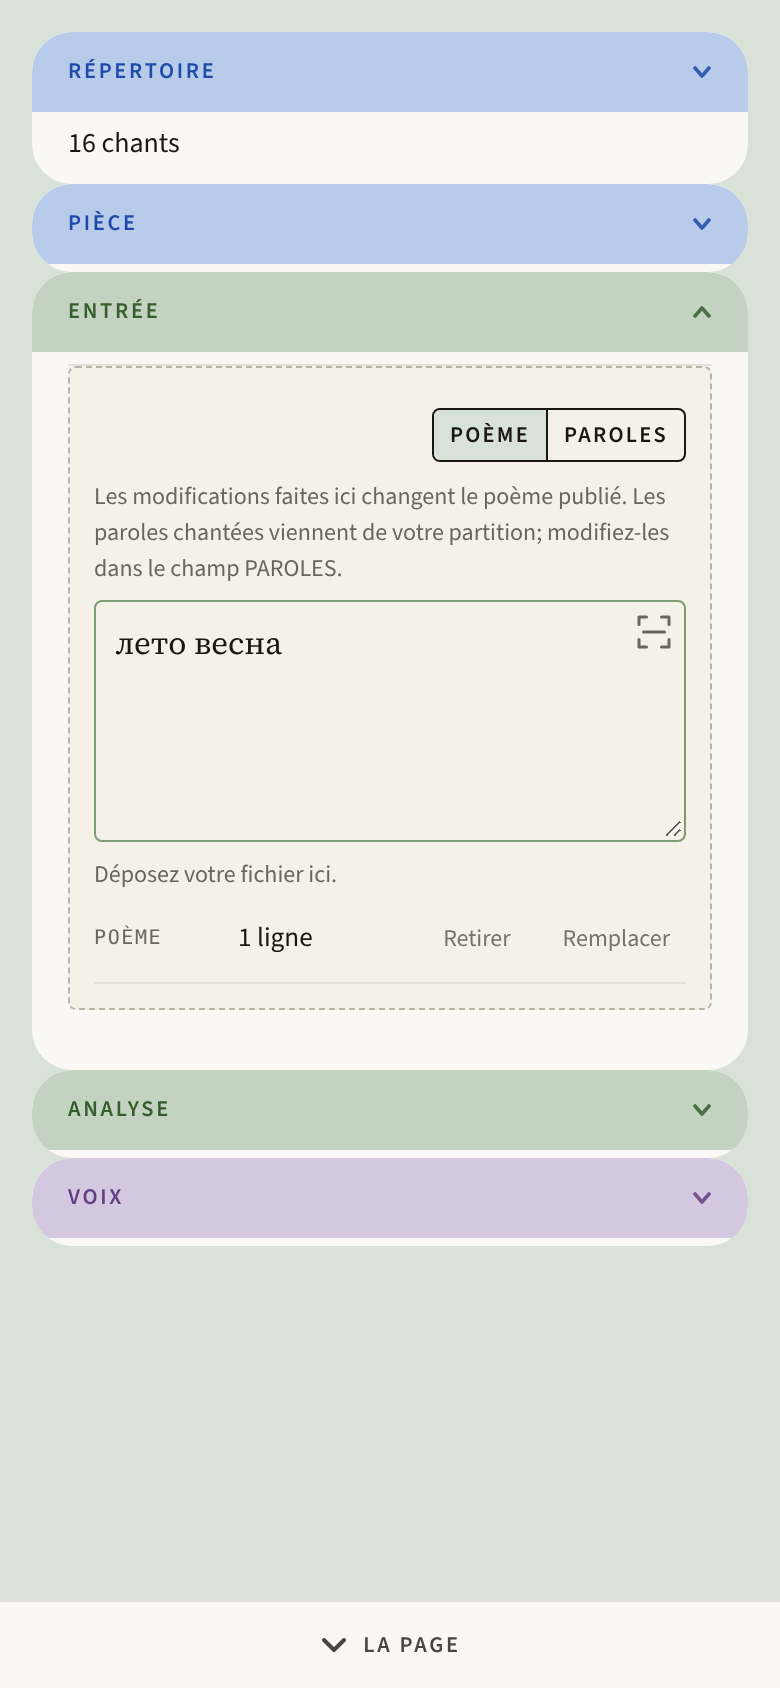 RÉPERTOIRE
16 chants
PIÈCE
ENTRÉE
POÈME PAROLES
Les modifications faites ici changent le poème publié. Les
paroles chantées viennent de votre partition; modifiez-les
dans le champ PAROLES.
лето весна
Déposez votre fichier ici.
POÈME 1 ligne Retirer Remplacer
ANALYSE
VOIX
LA PAGE